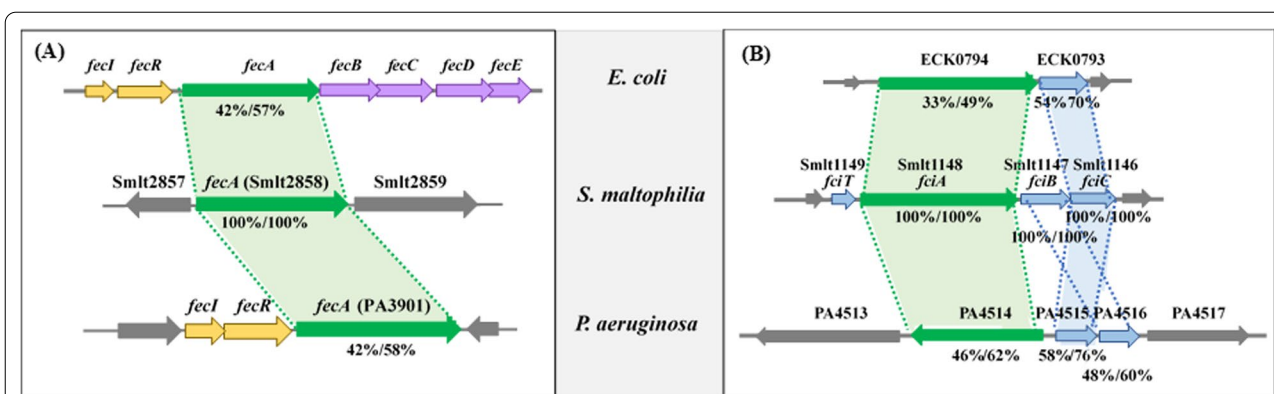 (A)
fecI fecR fecA fecB fecC fecD fecE
42%/57%
Smlt2857 fecA (Smlt2858) Smlt2859
100%/100%
fecI fecR fecA (PA3901)
42%/58%
E. coli
S. maltophilia
P. aeruginosa
(B)
ECK0794 ECK0793
33%/49% 54%70%
Smlt1149 Smlt1148 Smlt1147 Smlt1146
fciT fciA fciB fciC
100%/100% 100%/100%
100%/100%
PA4513 PA4514 PA4515 PA4516 PA4517
46%/62% 58%/76%
48%/60%